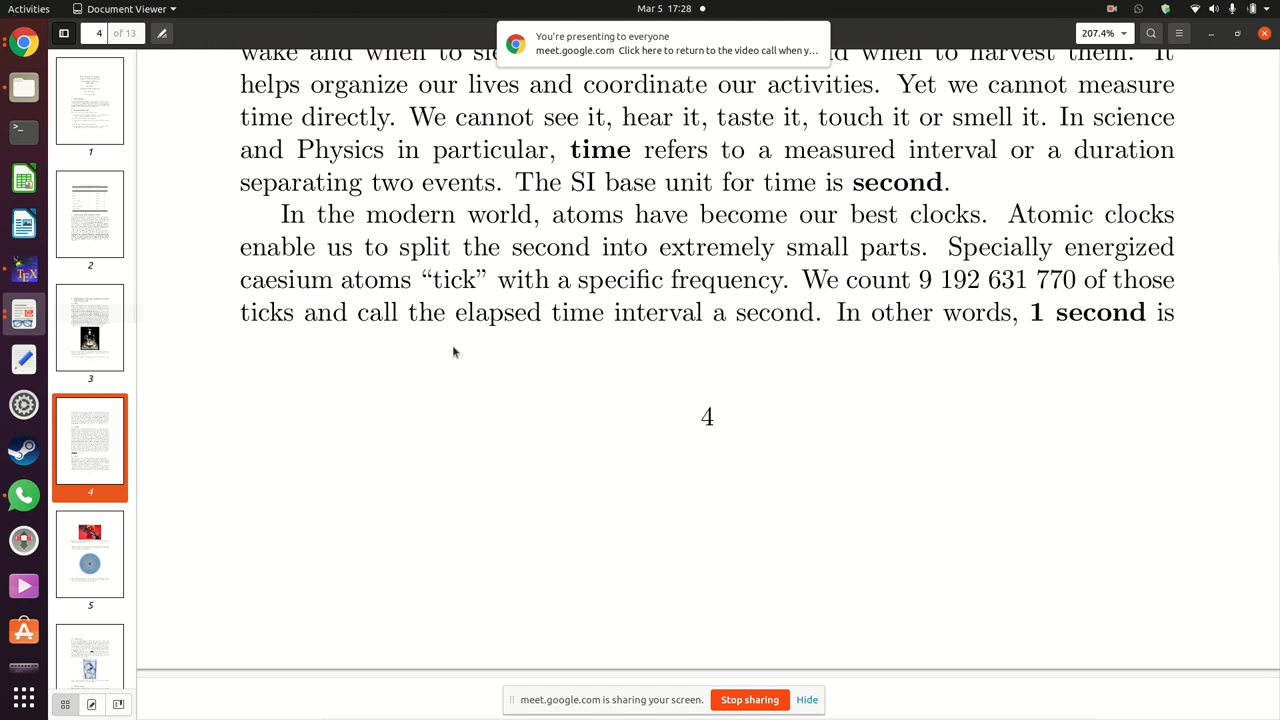 Activities
Document Viewer
Mar 5 17:28
4
of 13
You're presenting to everyone
meet.google.com Click here to return to the video call when y...
207.4%
helps organize our lives and coordinate our activities. Yet we cannot measure
time directly. We cannot see it, hear it, taste it, touch it or smell it. In science
and Physics in particular, time refers to a measured interval or a duration
separating two events. The SI base unit for time is second.
In the modern world, atoms have become our best clocks. Atomic clocks
enable us to split the second into extremely small parts. Specially energized
caesium atoms “tick” with a specific frequency. We count 9 192 631 770 of those
ticks and call the elapsed time interval a second. In other words, 1 second is
4
1
2
3
4
5
meet.google.com is sharing your screen.
Stop sharing
Hide